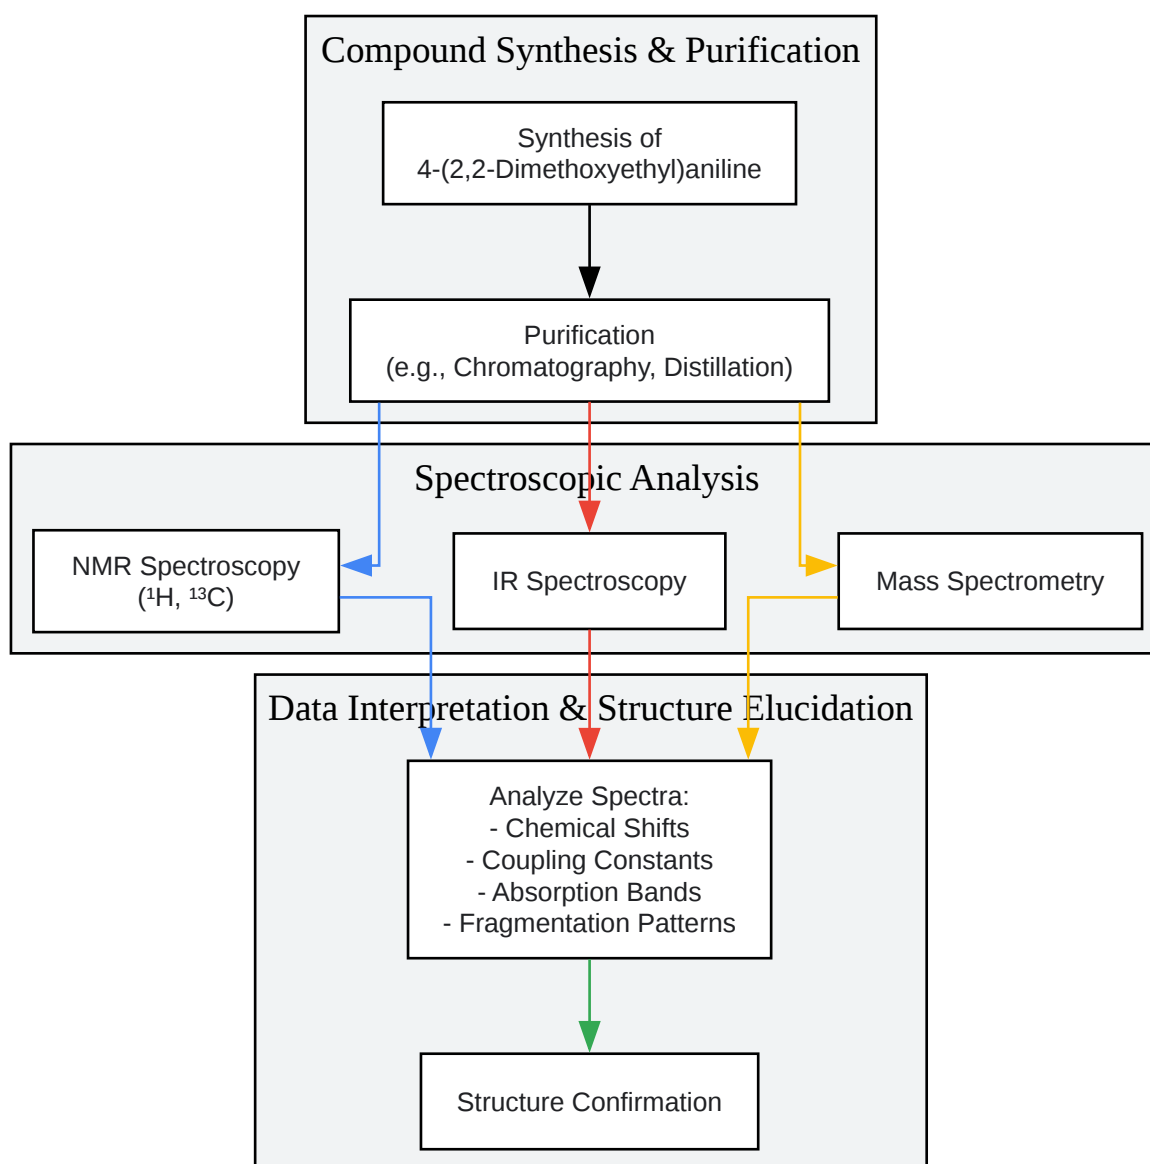 Compound Synthesis & Purification
Synthesis of
4-(2,2-Dimethoxyethyl)aniline
Purification
(e.g., Chromatography, Distillation)
Spectroscopic Analysis
NMR Spectroscopy
(¹H, ¹³C)
IR Spectroscopy
Mass Spectrometry
Data Interpretation & Structure Elucidation
Analyze Spectra:
- Chemical Shifts
- Coupling Constants
- Absorption Bands
- Fragmentation Patterns
Structure Confirmation